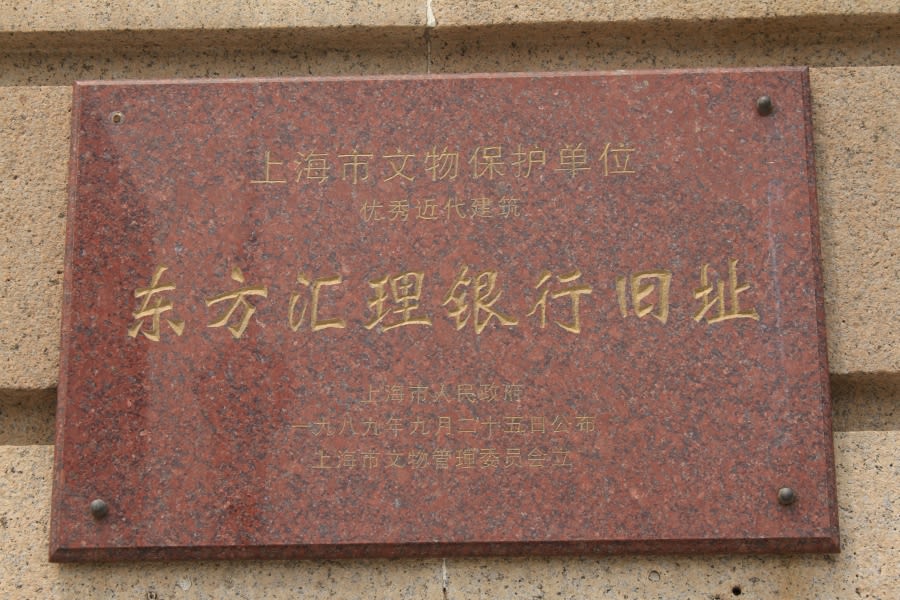 上海市文物保护单位
优秀近代建筑
东方汇理银行旧址
上海市人民政府
一九八九年九月二十五日公布
上海市文物管理委员会立